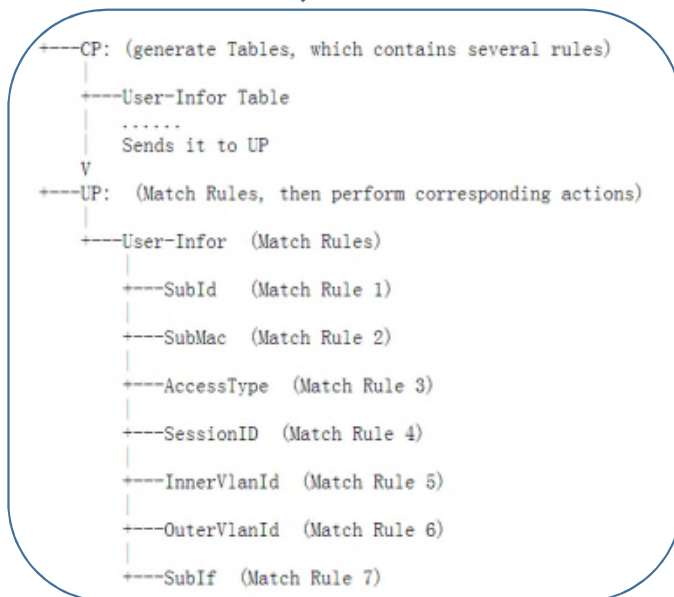 +---CP: (generate Tables, which contains several rules)
|
+---User-Infor Table
| ......
| Sends it to UP
V
+---UP: (Match Rules, then perform corresponding actions)
|
+---User-Infor (Match Rules)
|
+---SubId (Match Rule 1)
|
+---SubMac (Match Rule 2)
|
+---AccessType (Match Rule 3)
|
+---SessionID (Match Rule 4)
|
+---InnerVlanId (Match Rule 5)
|
+---OuterVlanId (Match Rule 6)
|
+---SubIf (Match Rule 7)